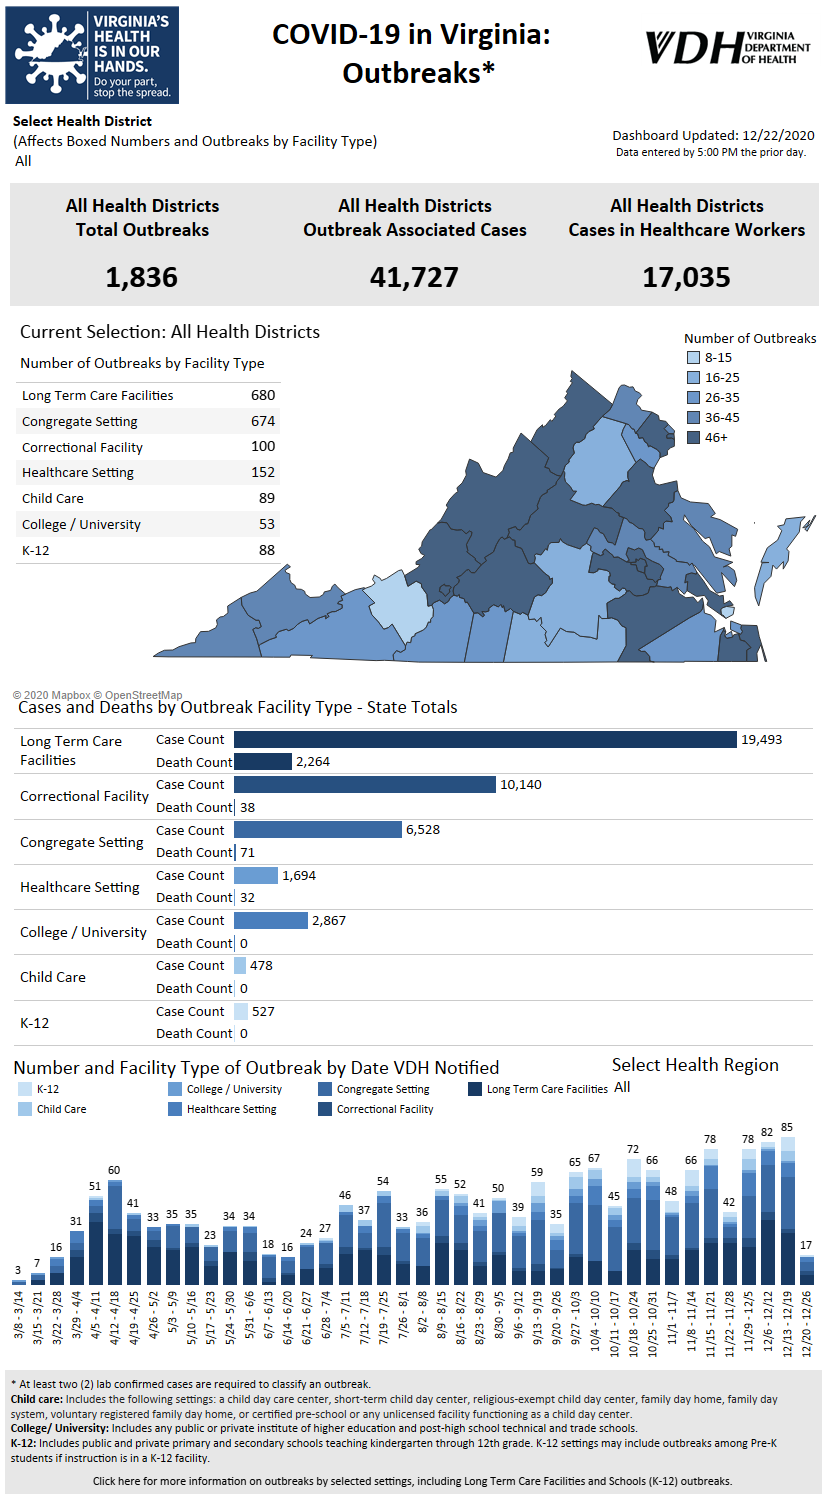 VIRGINIA'S
HEALTH
IS IN OUR
HANDS.
Do your part,
stop the spread.
COVID-19 in Virginia:
Outbreaks*
VDH VIRGINIA
DEPARTMENT
OF HEALTH
Select Health District
(Affects Boxed Numbers and Outbreaks by Facility Type)
All
Dashboard Updated: 12/22/2020
Data entered by 5:00 PM the prior day.
All Health Districts
Total Outbreaks
1,836
All Health Districts
Outbreak Associated Cases
41,727
All Health Districts
Cases in Healthcare Workers
17,035
Current Selection: All Health Districts
Number of Outbreaks by Facility Type
Long Term Care Facilities 680
Congregate Setting 674
Correctional Facility 100
Healthcare Setting 152
Child Care 89
College / University 53
K-12 88
Number of Outbreaks
8-15
16-25
26-35
36-45
46+
© 2020 Mapbox © OpenStreetMap
Cases and Deaths by Outbreak Facility Type - State Totals
Long Term Care
Facilities
Case Count 19,493
Death Count 2,264
Correctional Facility
Case Count 10,140
Death Count 38
Congregate Setting
Case Count 6,528
Death Count 71
Healthcare Setting
Case Count 1,694
Death Count 32
College / University
Case Count 2,867
Death Count 0
Child Care
Case Count 478
Death Count 0
K-12
Case Count 527
Death Count 0
Number and Facility Type of Outbreak by Date VDH Notified
Select Health Region
All
K-12 College / University Congregate Setting Long Term Care Facilities
Child Care Healthcare Setting Correctional Facility
3 7 16 31 51 60 41 33 35 35 23 34 34 18 16 24 27 46 37 54 33 36 55 52 41 50 39 59 35 65 67 45 72 66 48 66 78 42 78 82 85 17
3/8 - 3/14
3/15 - 3/21
3/22 - 3/28
3/29 - 4/4
4/5 - 4/11
4/12 - 4/18
4/19 - 4/25
4/26 - 5/2
5/3 - 5/9
5/10 - 5/16
5/17 - 5/23
5/24 - 5/30
5/31 - 6/6
6/7 - 6/13
6/14 - 6/20
6/21 - 6/27
6/28 - 7/4
7/5 - 7/11
7/12 - 7/18
7/19 - 7/25
7/26 - 8/1
8/2 - 8/8
8/9 - 8/15
8/16 - 8/22
8/23 - 8/29
8/30 - 9/5
9/6 - 9/12
9/13 - 9/19
9/20 - 9/26
9/27 - 10/3
10/4 - 10/10
10/11 - 10/17
10/18 - 10/24
10/25 - 10/31
11/1 - 11/7
11/8 - 11/14
11/15 - 11/21
11/22 - 11/28
11/29 - 12/5
12/6 - 12/12
12/13 - 12/19
12/20 - 12/26
* At least two (2) lab confirmed cases are required to classify an outbreak.
Child care: Includes the following settings: a child day care center, short-term child day center, religious-exempt child day center, family day home, family day
system, voluntary registered family day home, or certified pre-school or any unlicensed facility functioning as a child day center.
College/ University: Includes any public or private institute of higher education and post-high school technical and trade schools.
K-12: Includes public and private primary and secondary schools teaching kindergarten through 12th grade. K-12 settings may include outbreaks among Pre-K
students if instruction is in a K-12 facility.
Click here for more information on outbreaks by selected settings, including Long Term Care Facilities and Schools (K-12) outbreaks.